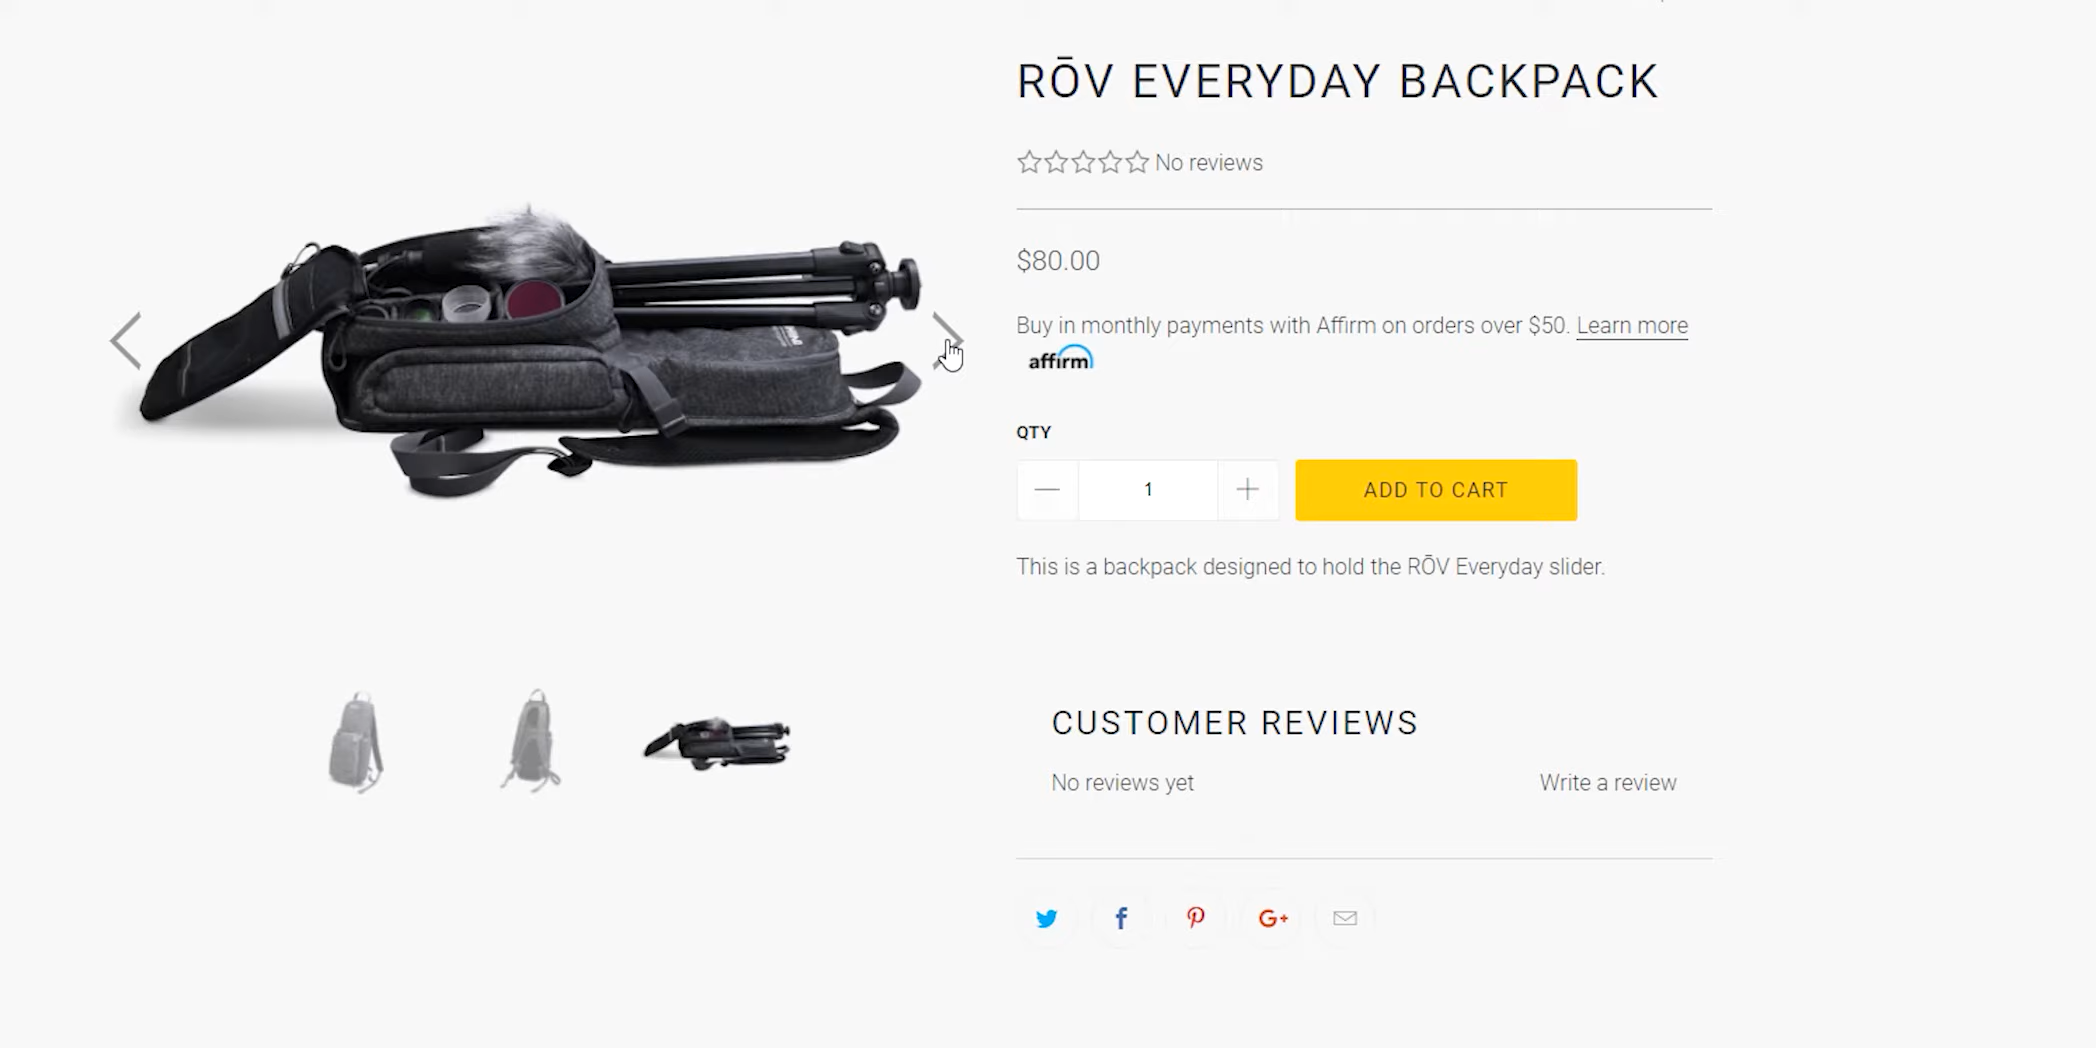 RŌV EVERYDAY BACKPACK
No reviews
$80.00
Buy in monthly payments with Affirm on orders over $50. Learn more
affirm
QTY
1
ADD TO CART
This is a backpack designed to hold the RŌV Everyday slider.
CUSTOMER REVIEWS
No reviews yet
Write a review
G+